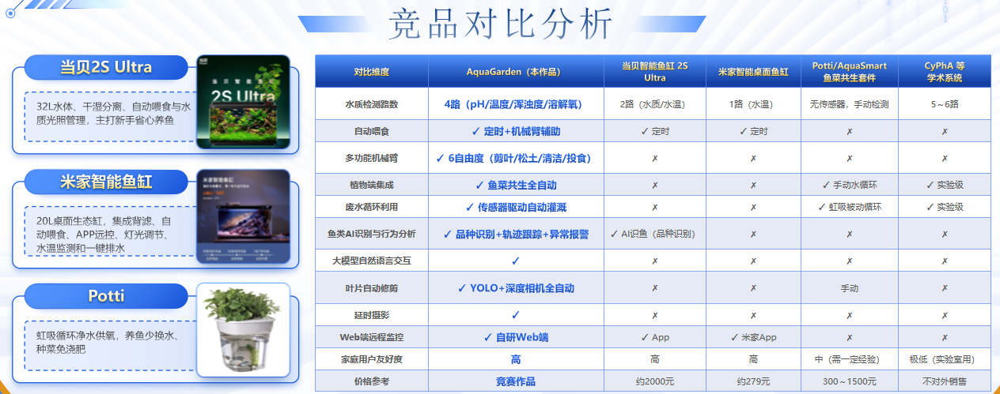 竞品对比分析
当贝2S Ultra
32L水体、干湿分离、自动喂食与水
质光照管理，主打新手省心养鱼
当贝智能鱼缸
2S Ultra
米家智能鱼缸
20L桌面生态缸，集成背滤、自
动喂食、APP远控、灯光调节、
水温监测和一键排水
米家智能鱼缸
Potti
虹吸循环净水供氧，养鱼少换水、
种菜免浇肥
对比维度 AquaGarden（本作品） 当贝智能鱼缸 2S Ultra 米家智能桌面鱼缸 Potti/AquaSmart 鱼菜共生套件 CyPhA 等 学术系统
水质检测路数 4路（pH/温度/浑浊度/溶解氧） 2路（水质/水温） 1路（水温） 无传感器，手动检测 5～6路
自动喂食 ✓ 定时+机械臂辅助 ✓ 定时 ✓ 定时 ✗ ✗
多功能机械臂 ✓ 6自由度（剪叶/松土/清洁/投食） ✗ ✗ ✗ ✗
植物端集成 ✓ 鱼菜共生全自动 ✗ ✗ ✓ 手动水循环 ✓ 实验级
废水循环利用 ✓ 传感器驱动自动灌溉 ✗ ✗ ✓ 虹吸被动循环 ✓ 实验级
鱼类AI识别与行为分析 ✓ 品种识别+轨迹跟踪+异常报警 ✓ AI识鱼（品种识别） ✗ ✗ ✗
大模型自然语言交互 ✓ ✗ ✗ ✗ ✗
叶片自动修剪 ✓ YOLO+深度相机全自动 ✗ ✗ 手动 ✗
延时摄影 ✓ ✗ ✗ ✗ ✗
Web端远程监控 ✓ 自研Web端 ✓ App ✓ 米家App ✗ ✗
家庭用户友好度 高 高 高 中（需一定经验） 极低（实验室用）
价格参考 竞赛作品 约2000元 约279元 300～1500元 不对外销售